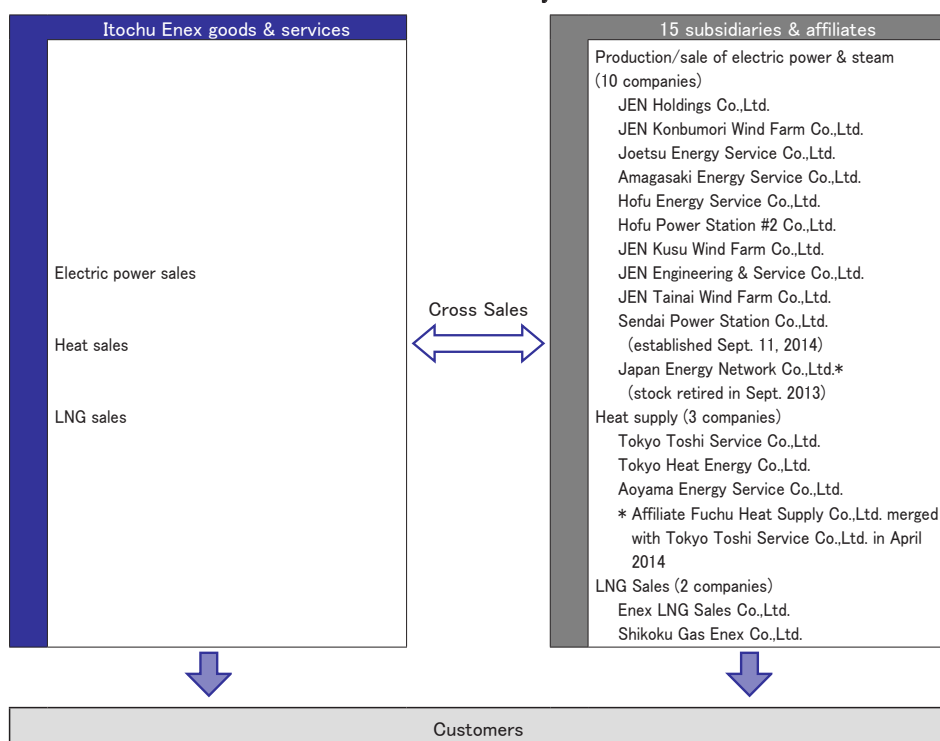 Itochu Enex goods & services
Electric power sales
Heat sales
LNG sales
Cross Sales
15 subsidiaries & affiliates
Production/sale of electric power & steam
(10 companies)
JEN Holdings Co.,Ltd.
JEN Konbumori Wind Farm Co.,Ltd.
Joetsu Energy Service Co.,Ltd.
Amagasaki Energy Service Co.,Ltd.
Hofu Energy Service Co.,Ltd.
Hofu Power Station #2 Co.,Ltd.
JEN Kusu Wind Farm Co.,Ltd.
JEN Engineering & Service Co.,Ltd.
JEN Tainai Wind Farm Co.,Ltd.
Sendai Power Station Co.,Ltd.
(established Sept. 11, 2014)
Japan Energy Network Co.,Ltd.*
(stock retired in Sept. 2013)
Heat supply (3 companies)
Tokyo Toshi Service Co.,Ltd.
Tokyo Heat Energy Co.,Ltd.
Aoyama Energy Service Co.,Ltd.
* Affiliate Fuchu Heat Supply Co.,Ltd. merged
with Tokyo Toshi Service Co.,Ltd. in April
2014
LNG Sales (2 companies)
Enex LNG Sales Co.,Ltd.
Shikoku Gas Enex Co.,Ltd.
Customers